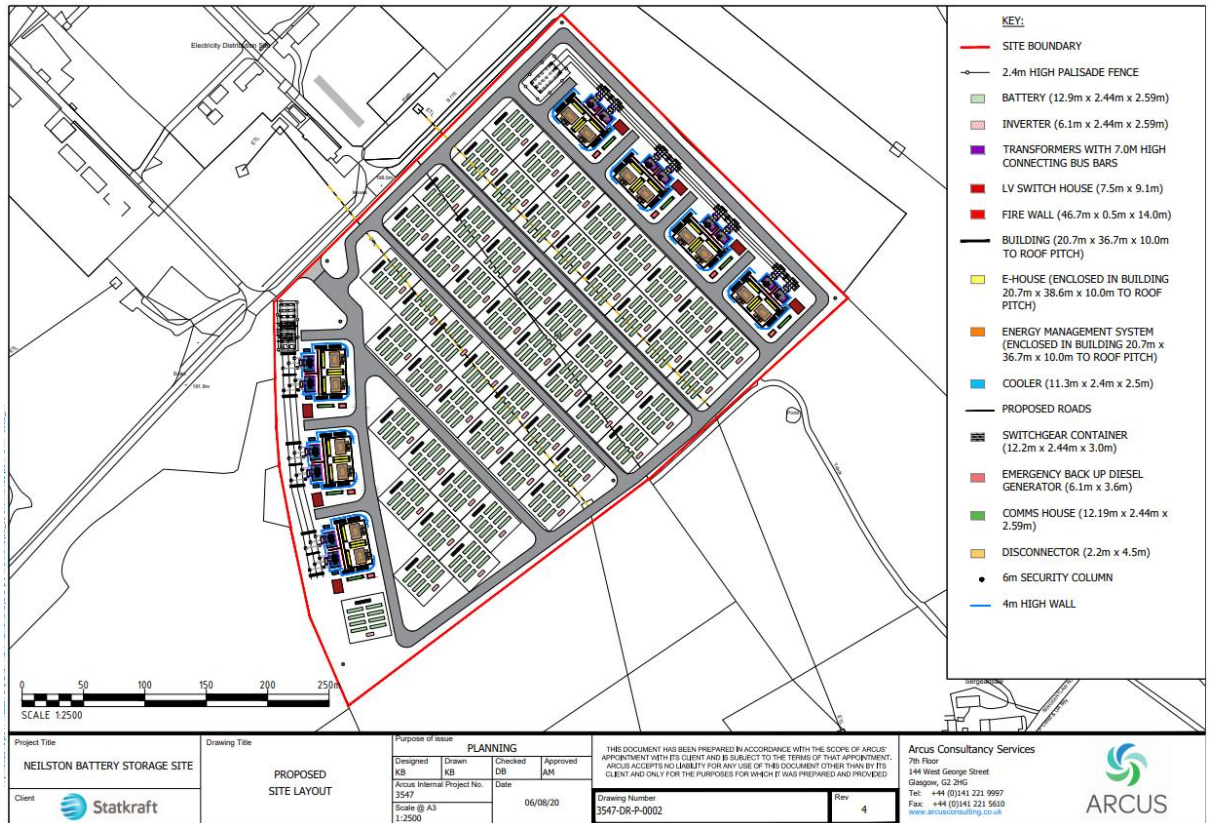 Electricity Distribution Site
ETL
ETL
198.0m
Issues
ETL
191.8m
Pond
Track
ETL
KEY:
SITE BOUNDARY
2.4m HIGH PALISADE FENCE
BATTERY (12.9m x 2.44m x 2.59m)
INVERTER (6.1m x 2.44m x 2.59m)
TRANSFORMERS WITH 7.0M HIGH
CONNECTING BUS BARS
LV SWITCH HOUSE (7.5m x 9.1m)
FIRE WALL (46.7m x 0.5m x 14.0m)
BUILDING (20.7m x 36.7m x 10.0m
TO ROOF PITCH)
E-HOUSE (ENCLOSED IN BUILDING
20.7m x 38.6m x 10.0m TO ROOF
PITCH)
ENERGY MANAGEMENT SYSTEM
(ENCLOSED IN BUILDING 20.7m x
36.7m x 10.0m TO ROOF PITCH)
COOLER (11.3m x 2.4m x 2.5m)
PROPOSED ROADS
SWITCHGEAR CONTAINER
(12.2m x 2.44m x 3.0m)
EMERGENCY BACK UP DIESEL
GENERATOR (6.1m x 3.6m)
COMMS HOUSE (12.19m x 2.44m x
2.59m)
DISCONNECTOR (2.2m x 4.5m)
6m SECURITY COLUMN
4m HIGH WALL
0 50 100 150 200 250m
SCALE 1:2500
Project Title
NEILSTON BATTERY STORAGE SITE
Client
Statkraft
Drawing Title
PROPOSED
SITE LAYOUT
Purpose of issue
PLANNING
Designed Drawn Checked Approved
KB KB DB AM
Arcus Internal Project No. Date
3547
06/08/20
Scale @ A3
1:2500
THIS DOCUMENT HAS BEEN PREPARED IN ACCORDANCE WITH THE SCOPE OF ARCUS'
APPOINTMENT WITH ITS CLIENT AND IS SUBJECT TO THE TERMS OF THAT APPOINTMENT.
ARCUS ACCEPTS NO LIABILITY FOR ANY USE OF THIS DOCUMENT OTHER THAN BY ITS
CLIENT AND ONLY FOR THE PURPOSES FOR WHICH IT WAS PREPARED AND PROVIDED
Drawing Number
3547-DR-P-0002
Rev
4
Arcus Consultancy Services
7th Floor
144 West George Street
Glasgow, G2 2HG
Tel: +44 (0)141 221 9997
Fax: +44 (0)141 221 5610
www.arcusconsulting.co.uk
ARCUS